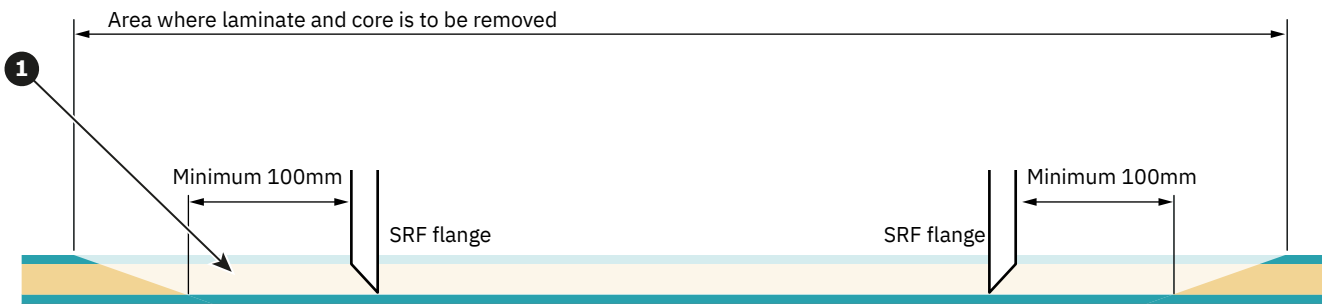 Area where laminate and core is to be removed
1
Minimum 100mm
Minimum 100mm
SRF flange
SRF flange